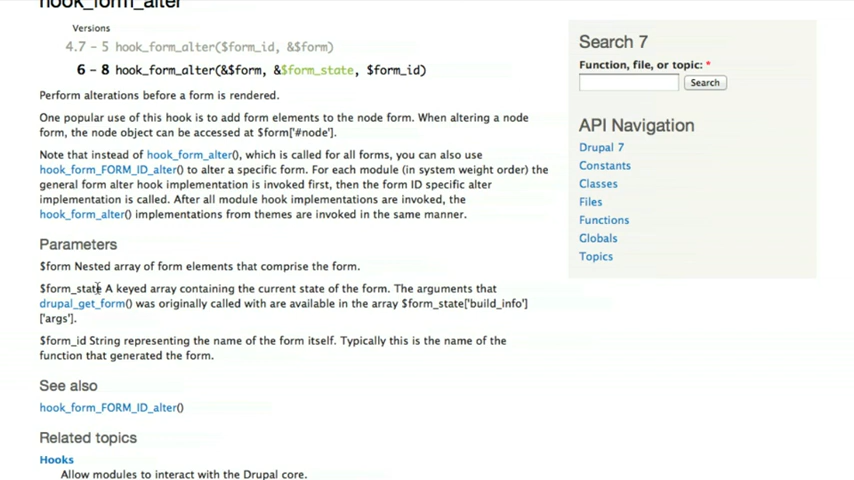 hook_form_alter
Versions
4.7 – 5 hook_form_alter($form_id, &$form)
6 – 8 hook_form_alter(&$form, &$form_state, $form_id)
Perform alterations before a form is rendered.
One popular use of this hook is to add form elements to the node form. When altering a node
form, the node object can be accessed at $form['#node'].
Note that instead of hook_form_alter(), which is called for all forms, you can also use
hook_form_FORM_ID_alter() to alter a specific form. For each module (in system weight order) the
general form alter hook implementation is invoked first, then the form ID specific alter
implementation is called. After all module hook implementations are invoked, the
hook_form_alter() implementations from themes are invoked in the same manner.
Parameters
$form Nested array of form elements that comprise the form.
$form_state A keyed array containing the current state of the form. The arguments that
drupal_get_form() was originally called with are available in the array $form_state['build_info']
['args'].
$form_id String representing the name of the form itself. Typically this is the name of the
function that generated the form.
See also
hook_form_FORM_ID_alter()
Related topics
Hooks
Allow modules to interact with the Drupal core.
Search 7
Function, file, or topic: *
Search
API Navigation
Drupal 7
Constants
Classes
Files
Functions
Globals
Topics